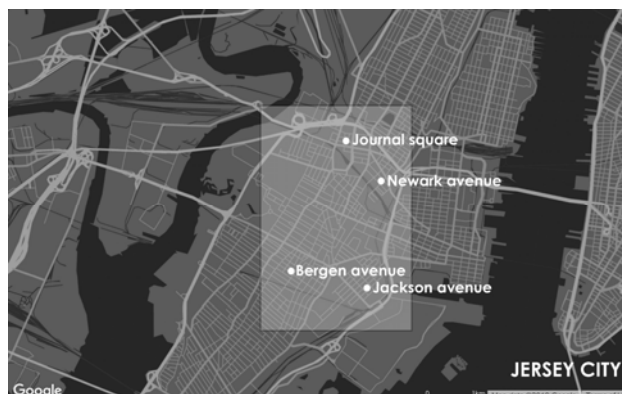 Journal square
Newark avenue
Bergen avenue
Jackson avenue
JERSEY CITY
Google